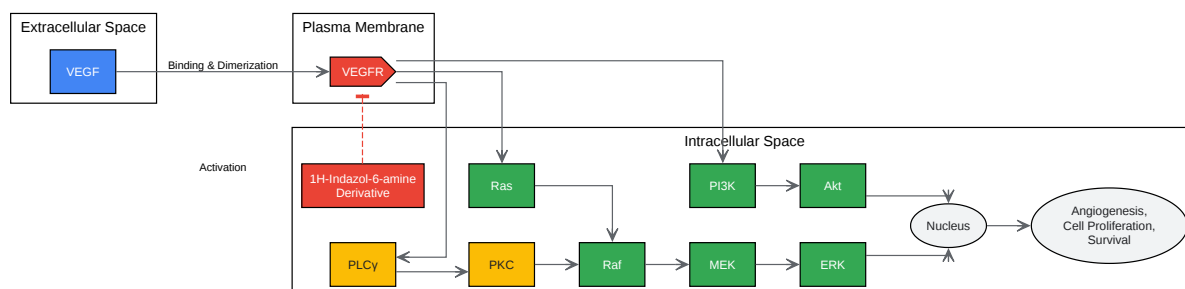 Extracellular Space
Plasma Membrane
VEGF
Binding & Dimerization
VEGFR
Intracellular Space
Activation
1H-Indazol-6-amine
Derivative
Ras
PI3K
Akt
Nucleus
Angiogenesis,
Cell Proliferation,
Survival
PLCγ
PKC
Raf
MEK
ERK